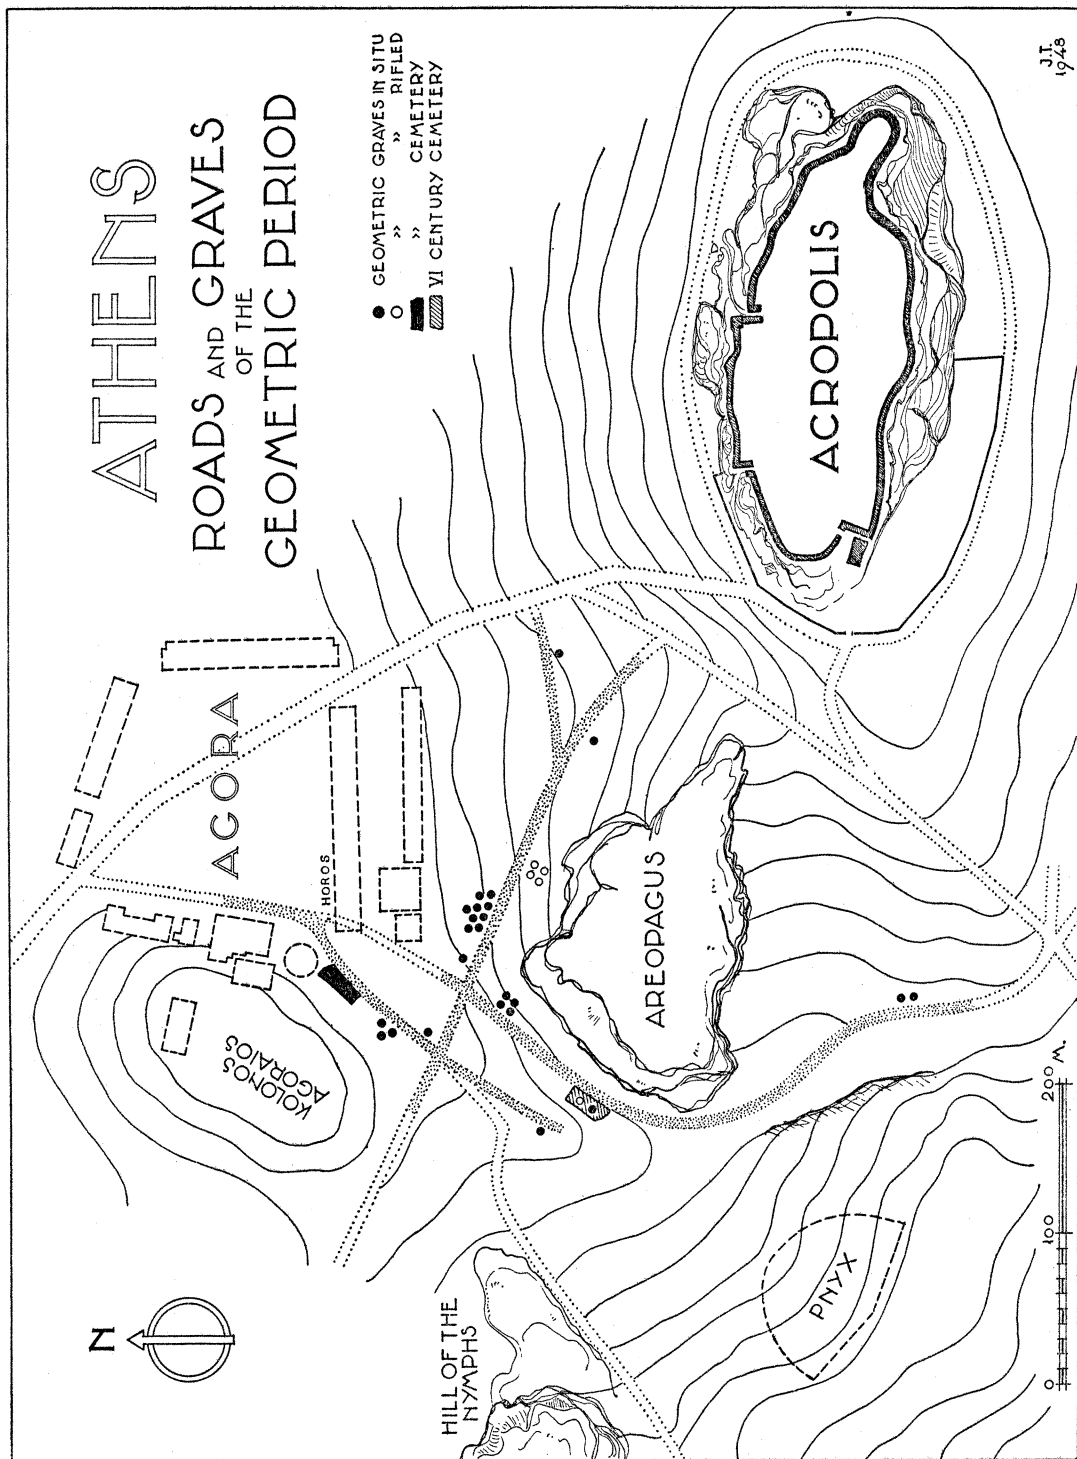 ATHENS
ROADS AND GRAVES
OF THE
GEOMETRIC PERIOD
GEOMETRIC GRAVES IN SITU
" " RIFLED
" CEMETERY
VI CENTURY CEMETERY
J.T.
1948
N
AGORA
HOROS
KOLONOS
AGORAIOS
AREOPAGUS
ACROPOLIS
HILL OF THE
NYMPHS
PNYX
0 100 200 M.